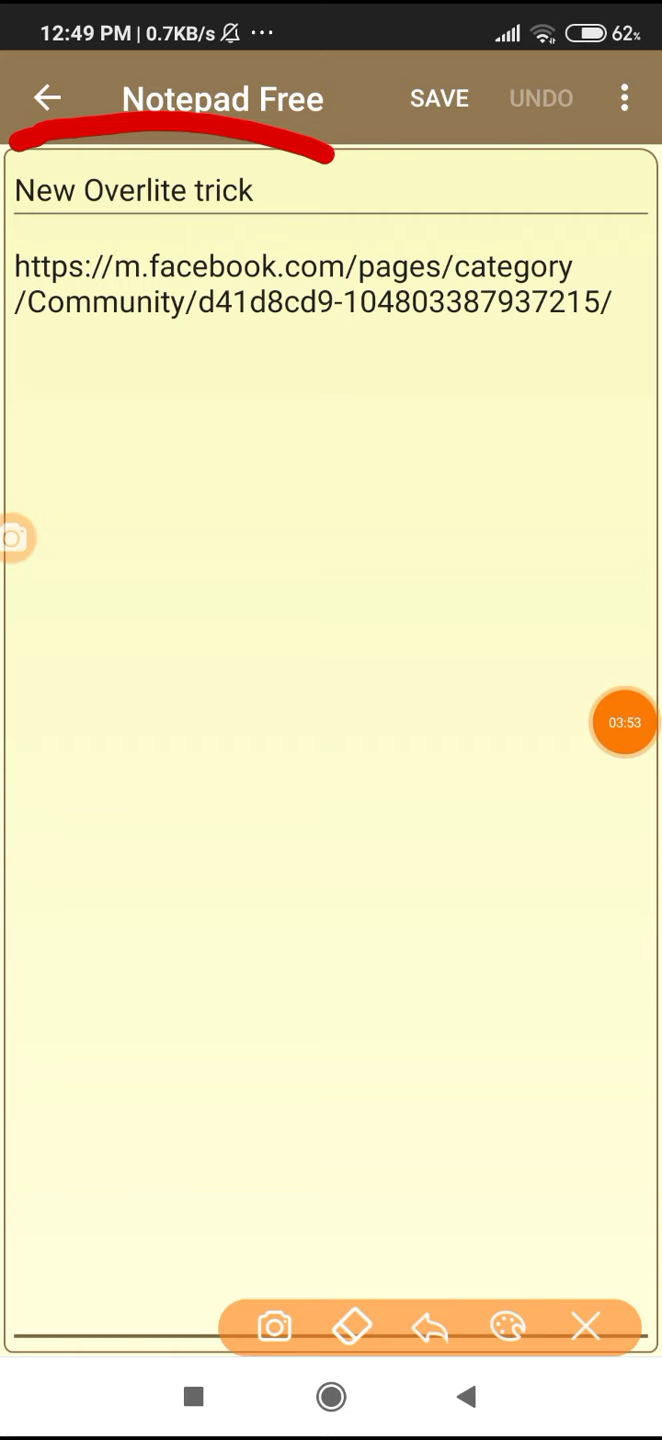 12:49 PM | 0.7KB/s ... 62%
Notepad Free SAVE UNDO
New Overlite trick
https://m.facebook.com/pages/category
/Community/d41d8cd9-104803387937215/
03:53